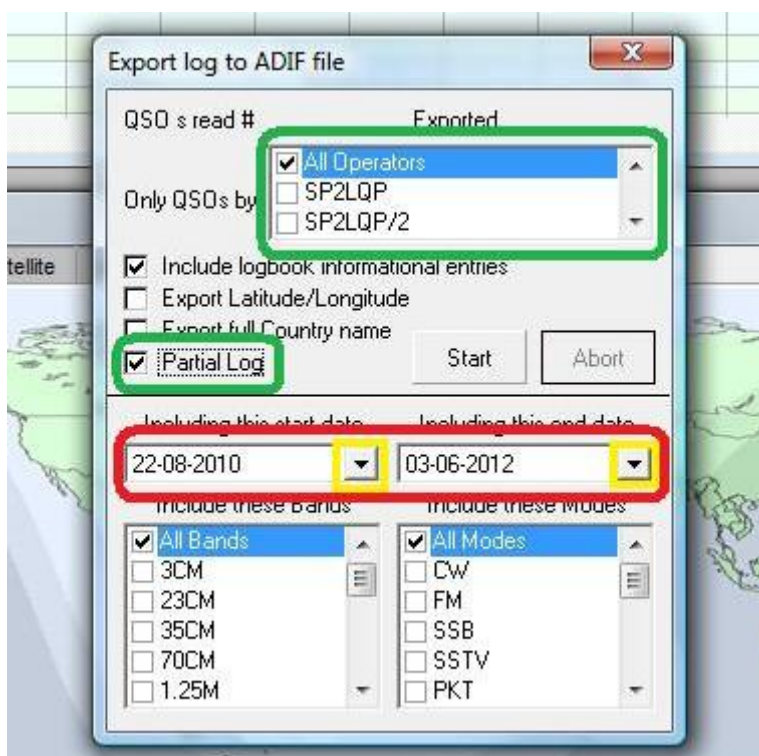 Export log to ADIF file
QSO s read # Exported
All Operators
Only QSOs by
SP2LQP
SP2LQP/2
tellite
Include logbook informational entries
Export Latitude/Longitude
Export full Country name
Partial Log
Start Abort
Including this start date Including this end date
22-08-2010 03-06-2012
Include these Bands Include these Modes
All Bands All Modes
3CM CW
23CM FM
35CM SSB
70CM SSTV
1.25M PKT